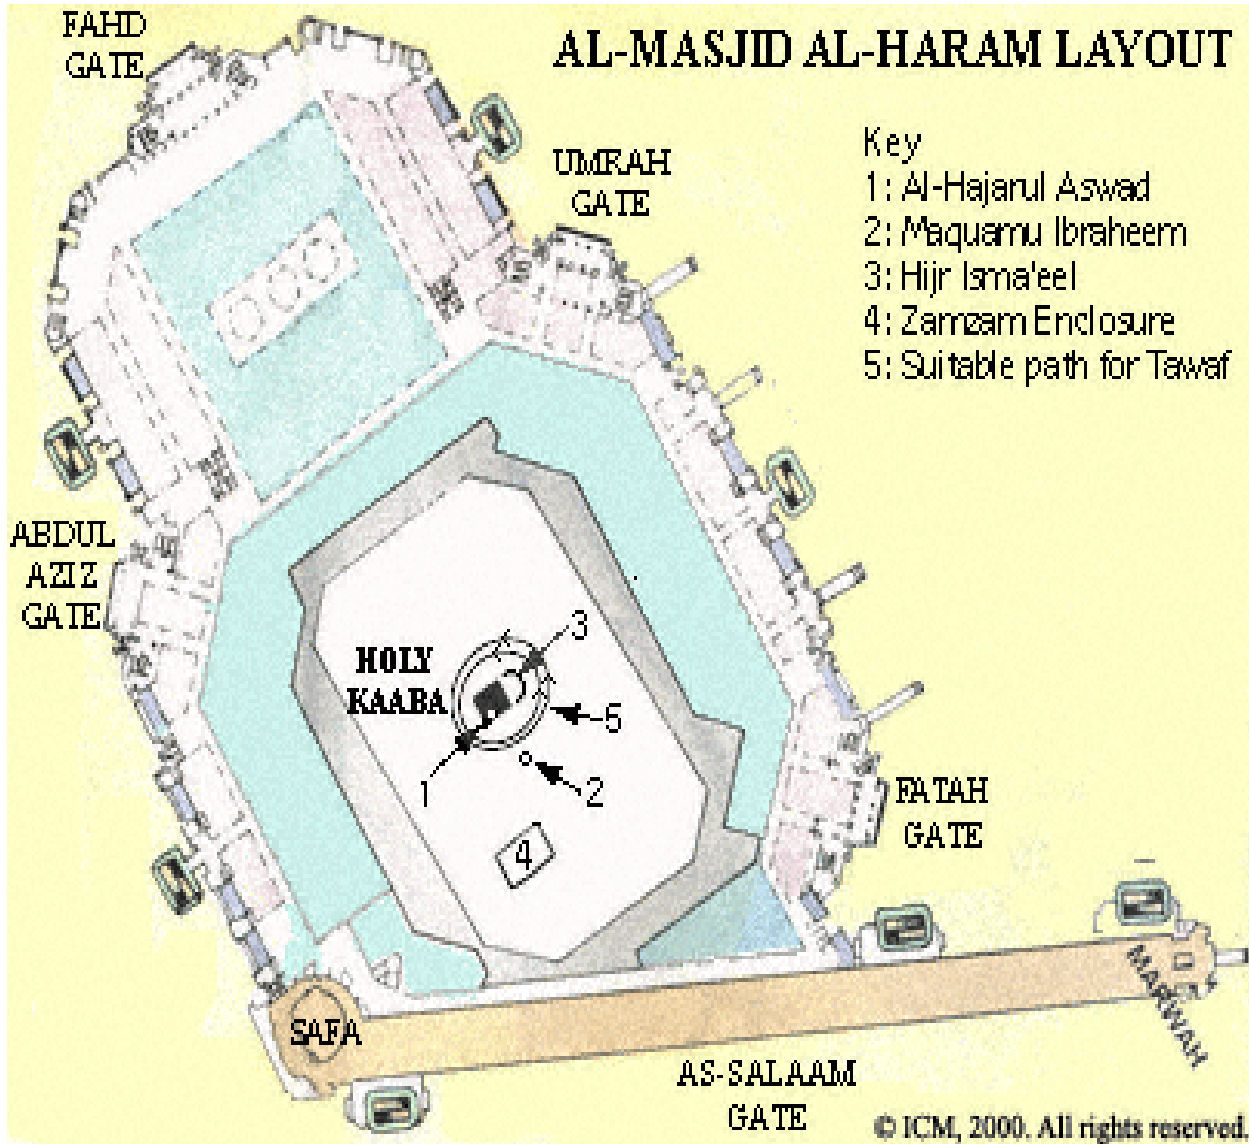 FAHD
GATE
AL-MASJID AL-HARAM LAYOUT
Key
1: Al-Hajarul Aswad
2: Maquamu Ibraheem
3: Hijr Isma'eel
4: Zamzam Enclosure
5: Suitable path for Tawaf
UMRAH
GATE
ABDUL
AZIZ
GATE
HOLY
KAABA
3
5
1
2
4
FATAH
GATE
SAFA
MARWAH
AS-SALAAM
GATE
© ICM, 2000. All rights reserved.